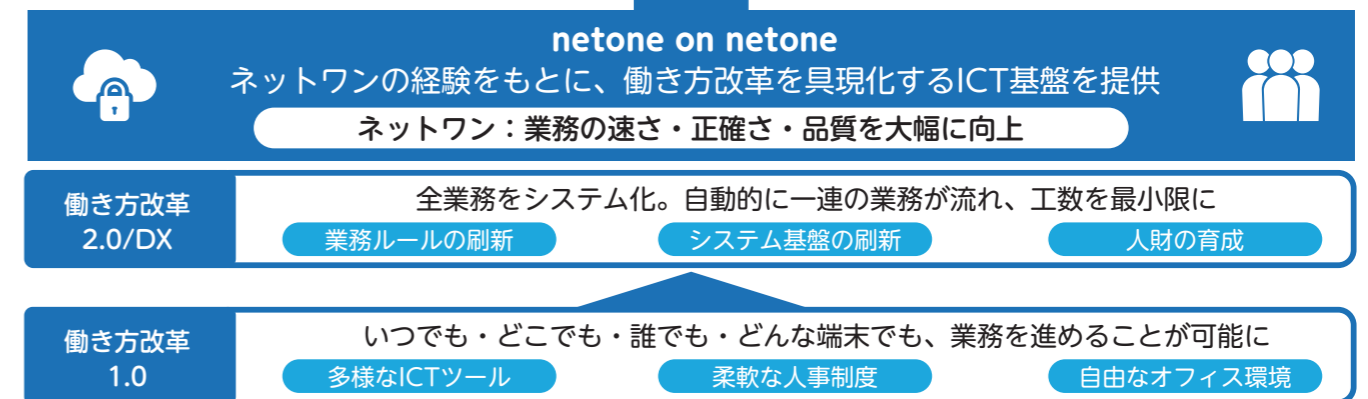 netone on netone
ネットワンの経験をもとに、働き方改革を具現化するICT基盤を提供
ネットワン：業務の速さ・正確さ・品質を大幅に向上
働き方改革
2.0/DX
全業務をシステム化。自動的に一連の業務が流れ、工数を最小限に
業務ルールの刷新
システム基盤の刷新
人財の育成
働き方改革
1.0
いつでも・どこでも・誰でも・どんな端末でも、業務を進めることが可能に
多様なICTツール
柔軟な人事制度
自由なオフィス環境